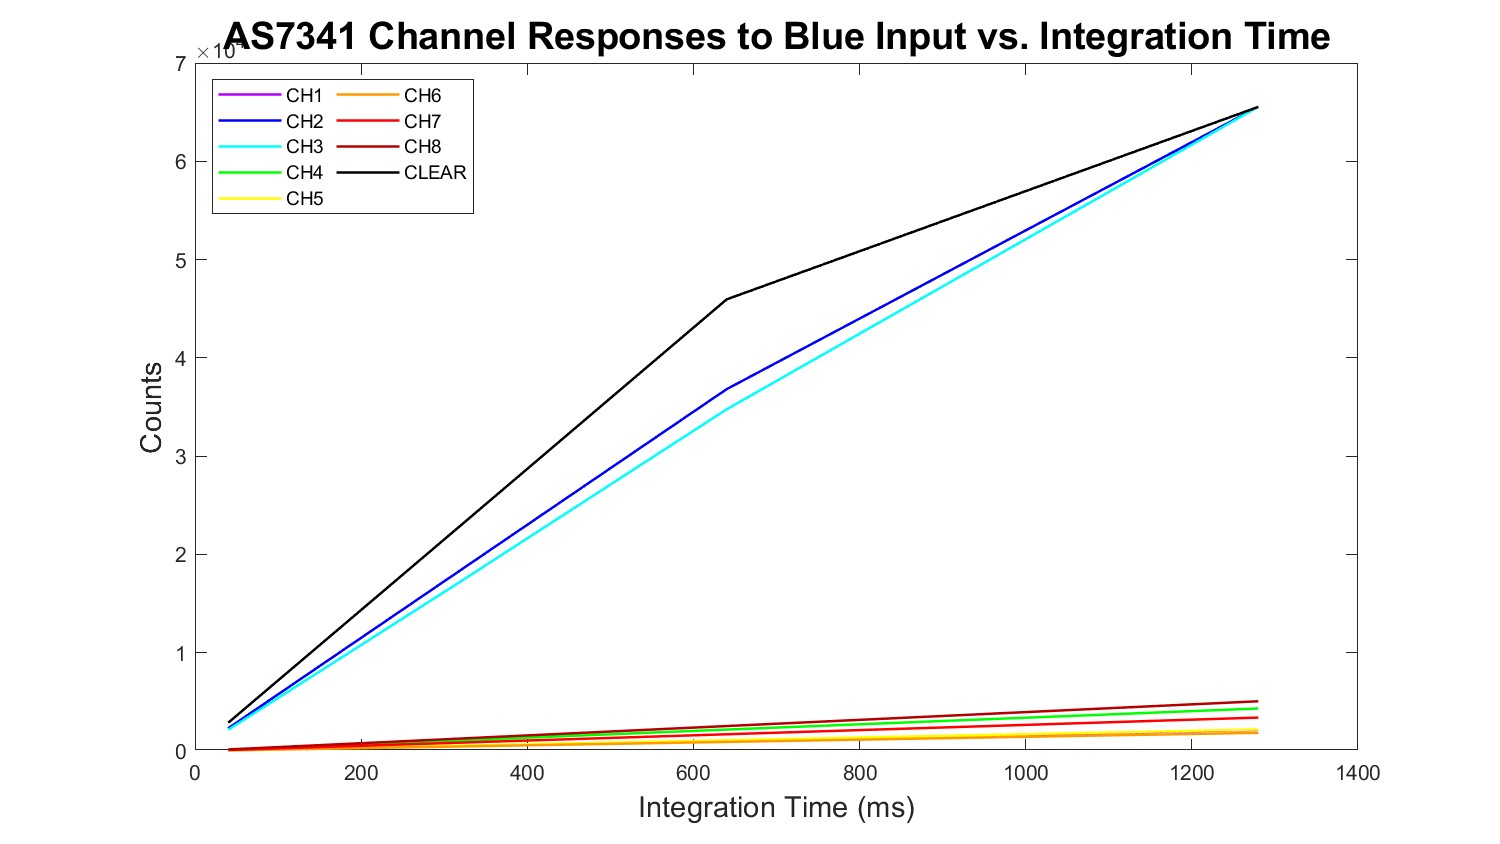 AS7341 Channel Responses to Blue Input vs. Integration Time
×10
7
6
5
4
3
2
1
0
Counts
CH1
CH2
CH3
CH4
CH5
CH6
CH7
CH8
CLEAR
0 200 400 600 800 1000 1200 1400
Integration Time (ms)